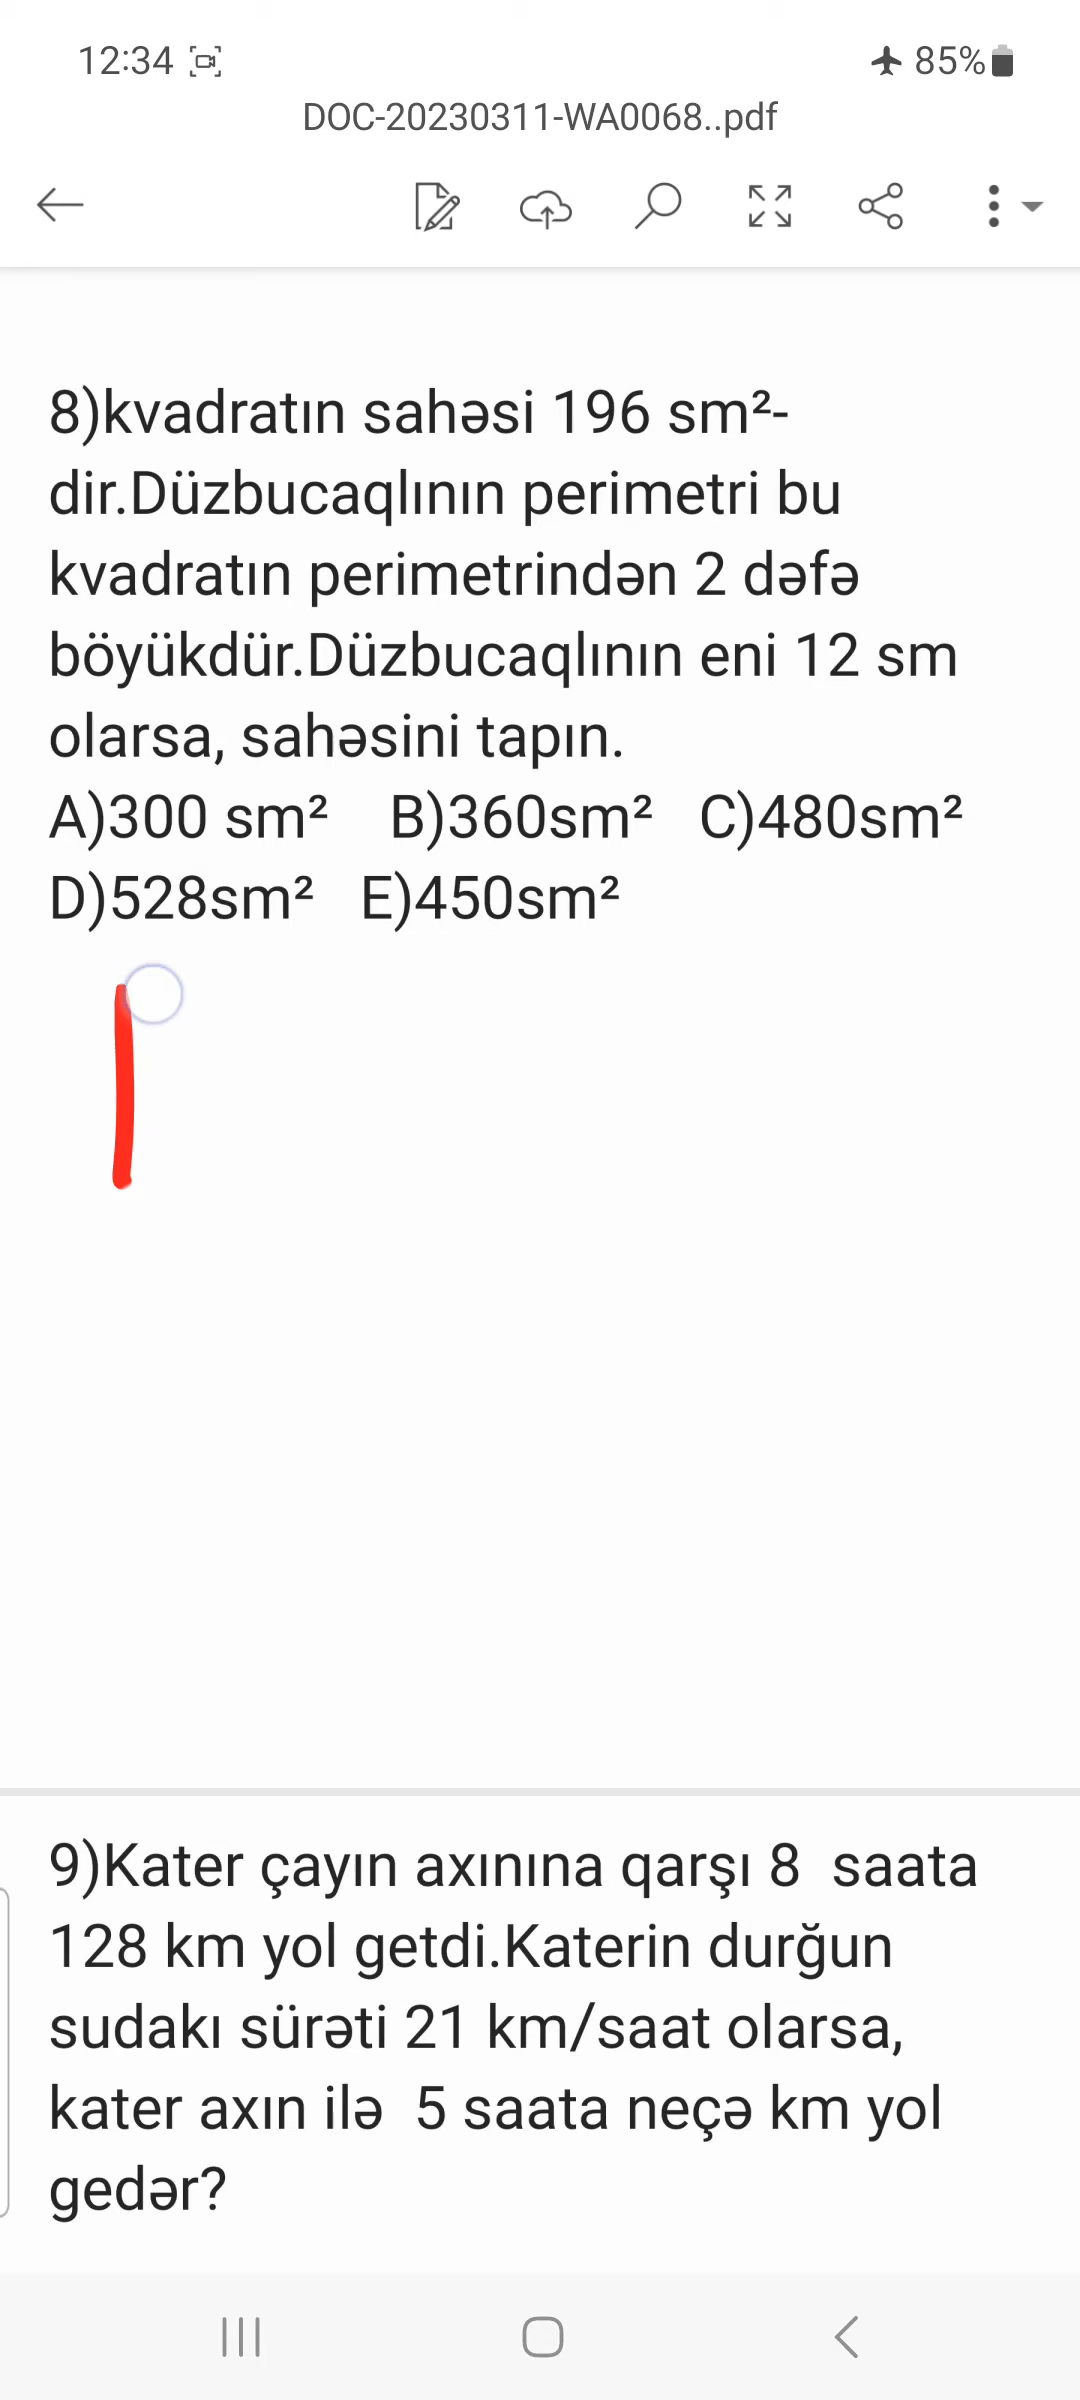 12:34 85%
DOC-20230311-WA0068..pdf
8)kvadratın sahəsi 196 sm²-
dir.Düzbucaqlının perimetri bu
kvadratın perimetrindən 2 dəfə
böyükdür.Düzbucaqlının eni 12 sm
olarsa, sahəsini tapın.
A)300 sm² B)360sm² C)480sm²
D)528sm² E)450sm²
9)Kater çayın axınına qarşı 8 saata
128 km yol getdi.Katerin durğun
sudakı sürəti 21 km/saat olarsa,
kater axın ilə 5 saata neçə km yol
gedər?